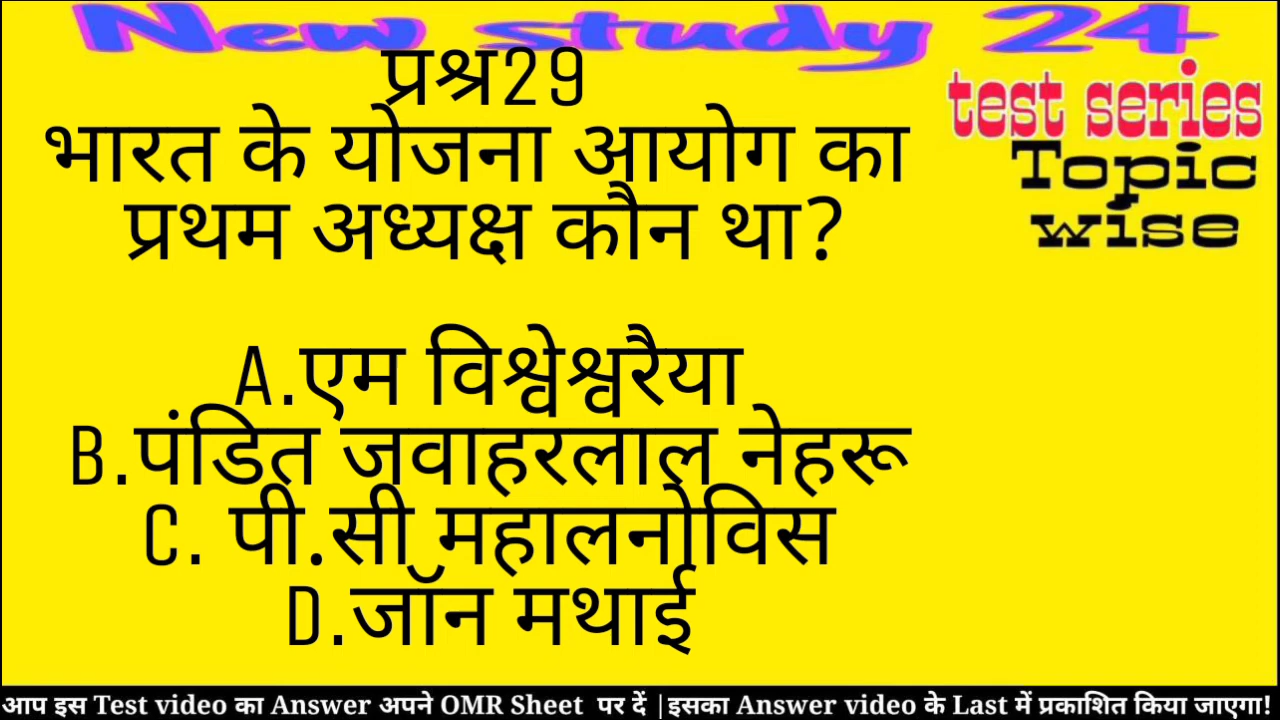 New study 24
test series
Topic
wise
प्रश्न29
भारत के योजना आयोग का
प्रथम अध्यक्ष कौन था?
A.एम विश्वेश्वरैया
B.पंडित जवाहरलाल नेहरू
C. पी.सी महालनोविस
D.जॉन मथाई
आप इस Test video का Answer अपने OMR Sheet पर दें |इसका Answer video के Last में प्रकाशित किया जाएगा!